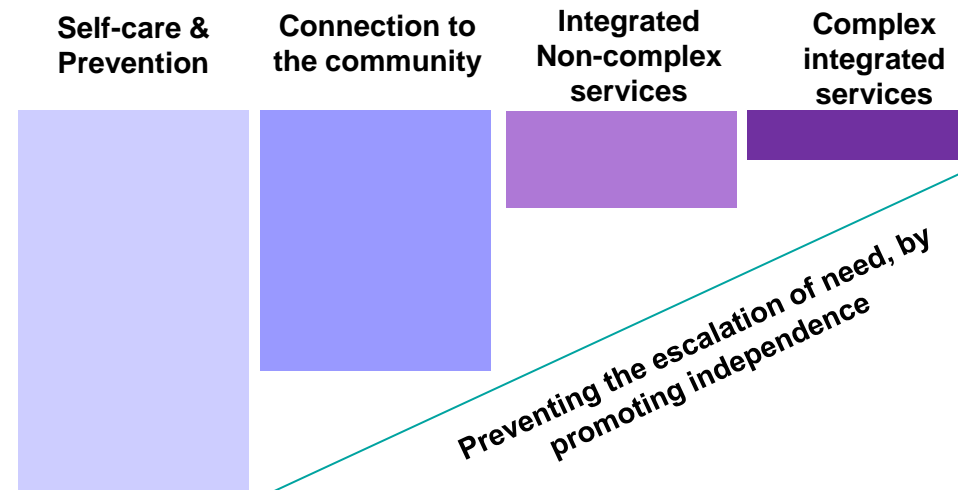 Self-care &
Prevention
Connection to
the community
Integrated
Non-complex
services
Complex
integrated
services
Preventing the escalation of need, by
promoting independence